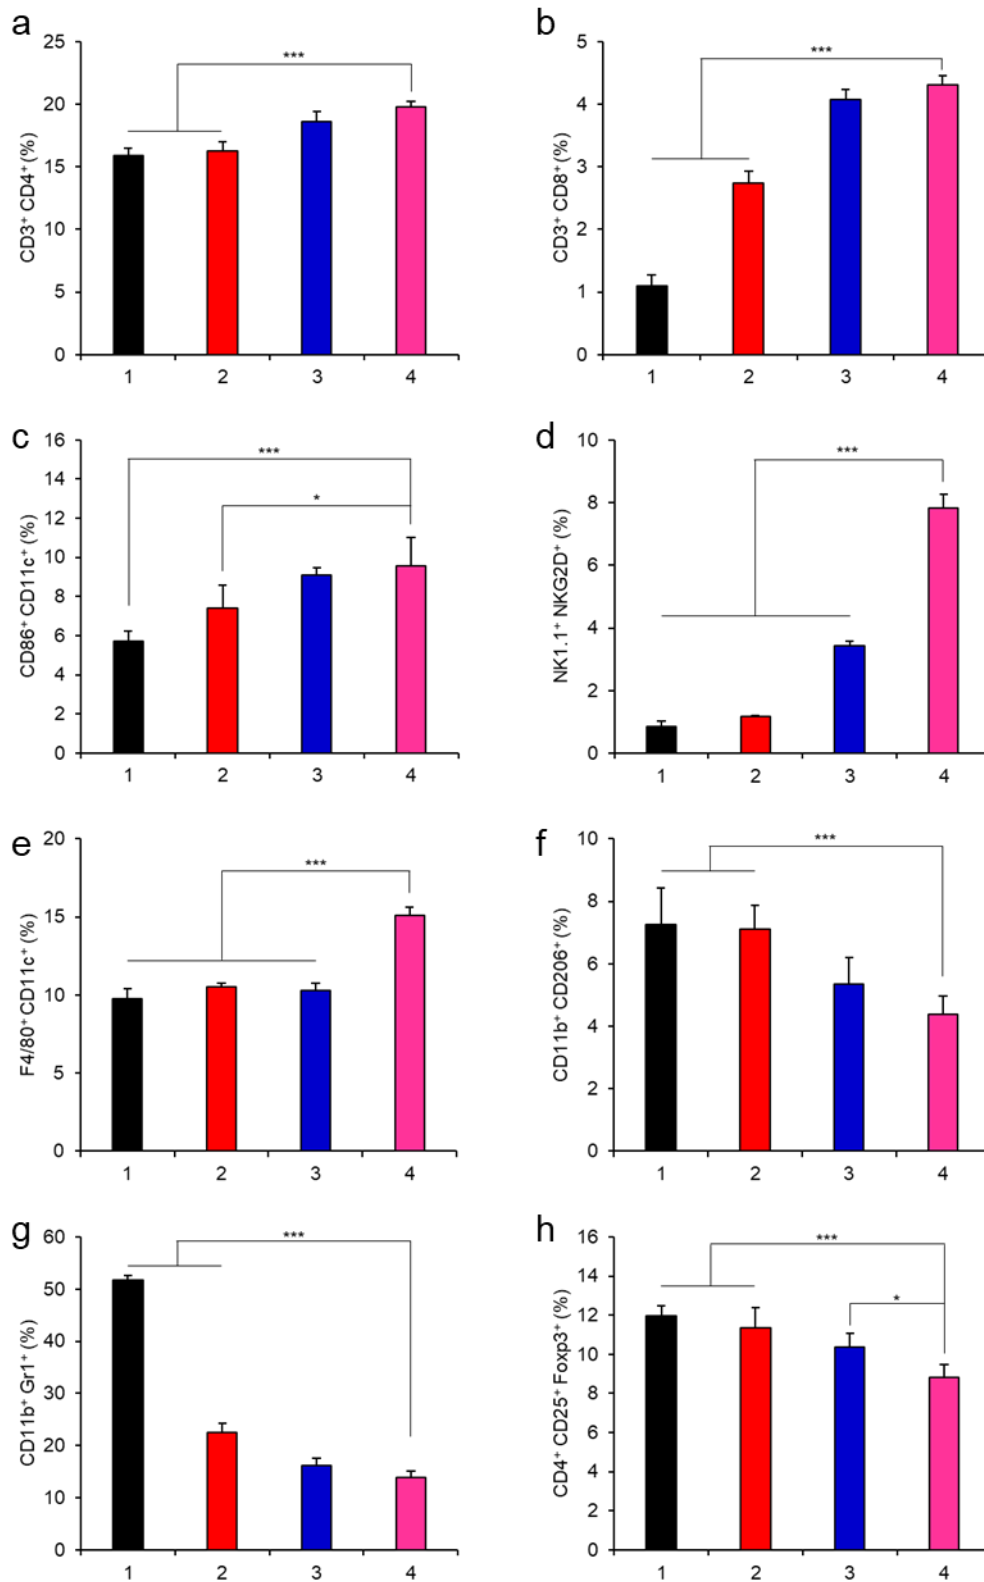 a
25
20
15
10
5
0
CD3⁺ CD4⁺ (%)
***
1 2 3 4
b
5
4
3
2
1
0
CD3⁺ CD8⁺ (%)
***
1 2 3 4
c
16
14
12
10
8
6
4
2
0
CD86⁺ CD11c⁺ (%)
***
*
1 2 3 4
d
10
8
6
4
2
0
NK1.1⁺ NKG2D⁺ (%)
***
1 2 3 4
e
20
15
10
5
0
F4/80⁺ CD11c⁺ (%)
***
1 2 3 4
f
10
8
6
4
2
0
CD11b⁺ CD206⁺ (%)
***
1 2 3 4
g
60
50
40
30
20
10
0
CD11b⁺ Gr1⁺ (%)
***
1 2 3 4
h
16
14
12
10
8
6
4
2
0
CD4⁺ CD25⁺ Foxp3⁺ (%)
***
*
1 2 3 4